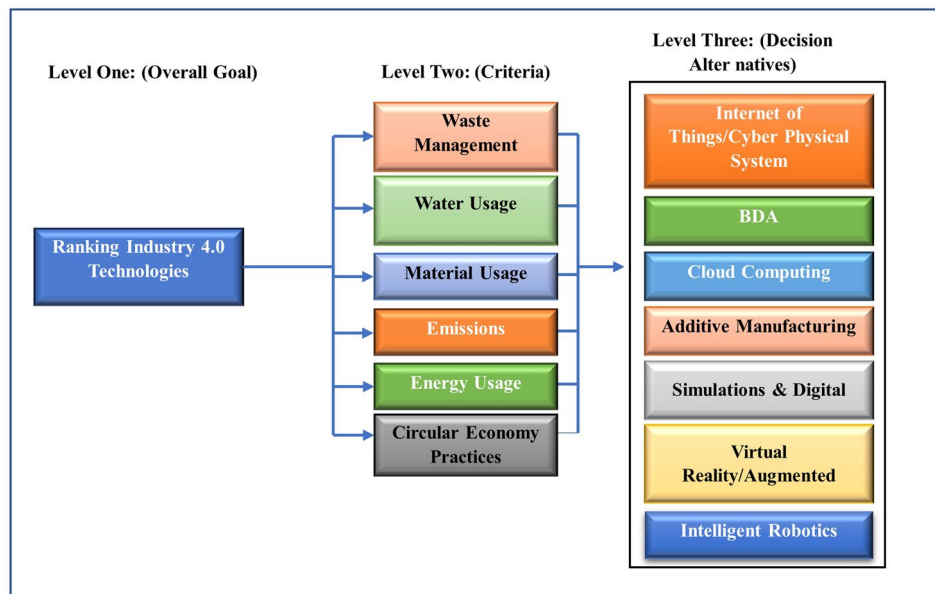 Level One: (Overall Goal)
Ranking Industry 4.0
Technologies
Level Two: (Criteria)
Waste
Management
Water Usage
Material Usage
Emissions
Energy Usage
Circular Economy
Practices
Level Three: (Decision
Alter natives)
Internet of
Things/Cyber Physical
System
BDA
Cloud Computing
Additive Manufacturing
Simulations & Digital
Virtual
Reality/Augmented
Intelligent Robotics